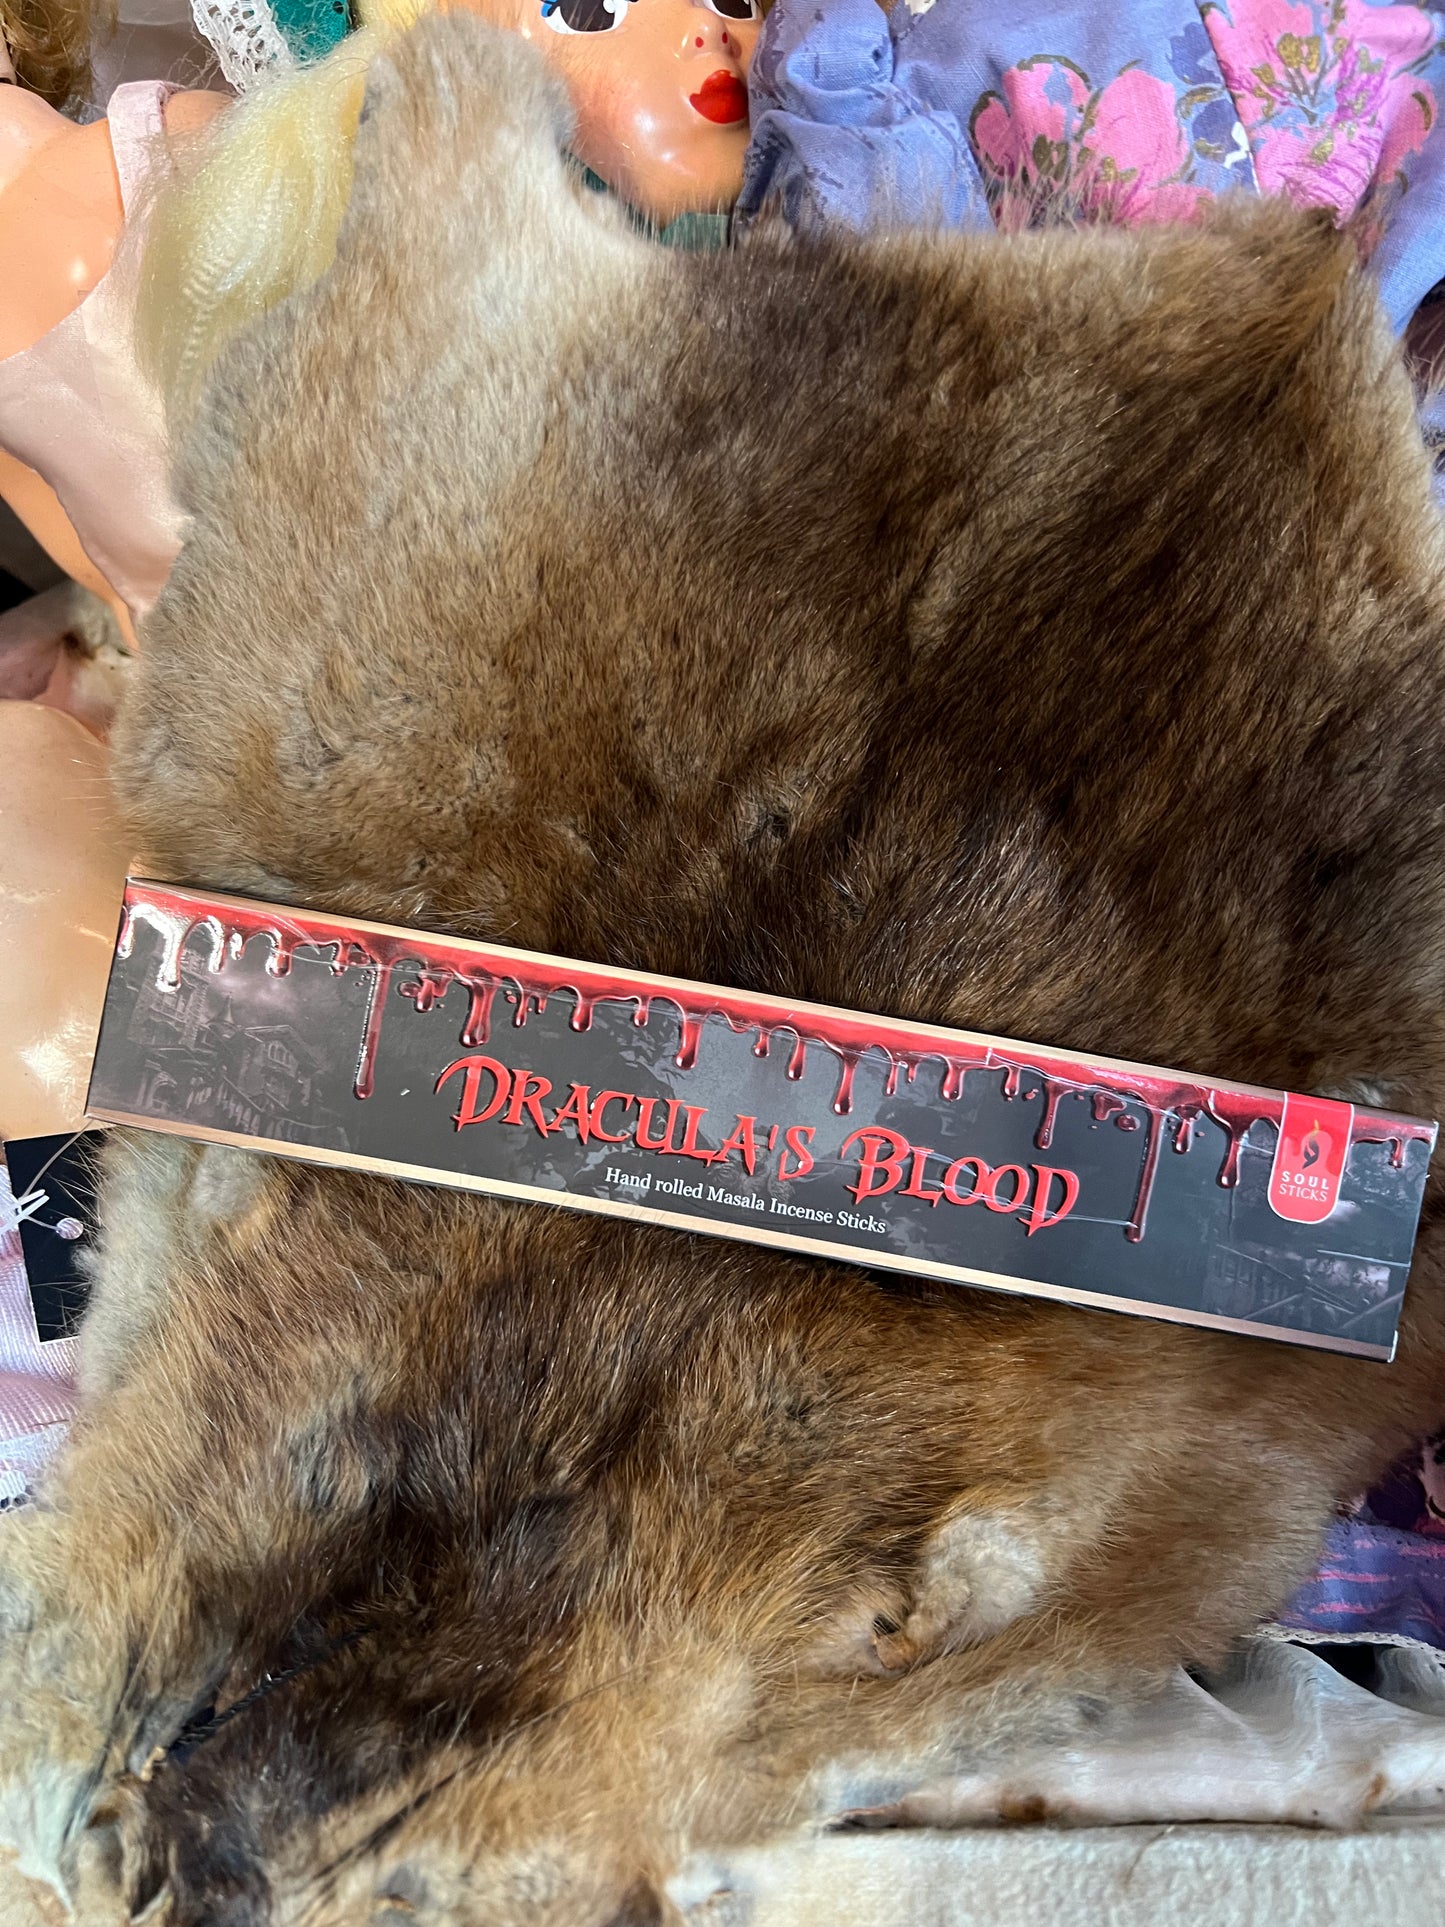 DRACULA'S BLOOD
Hand rolled Masala Incense Sticks
SOUL
STICKS